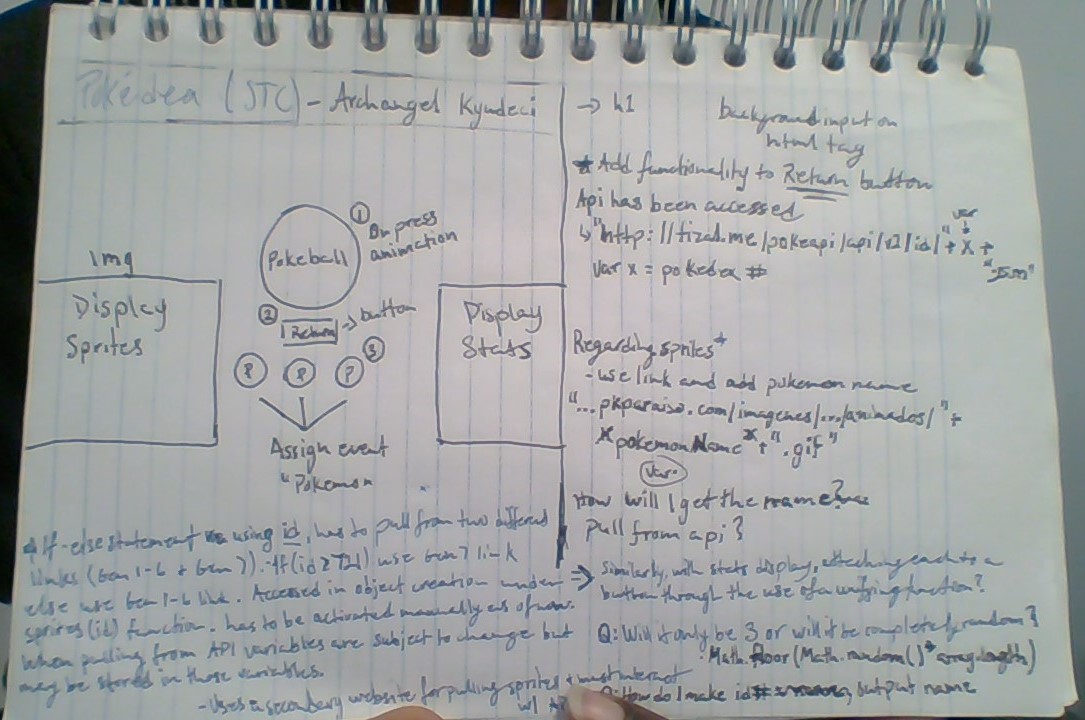 Pokéidea (STC) - Archangel Kyudeci
Img
Display
Sprites
Pokeball
① On press
animation
②
Return → button
P P P ③
Assign event
"Pokemon
Display
Stats
* If-else statement using id, has to pull from two different
links (Gen 1-6 + Gen 7). If (id ≥ 721) use Gen 7 link
else use Gen 1-6 link. Accessed in object creation under
sprites(id) function. has to be activated manually as of now.
When pulling from API variables are subject to change but
may be stored in those variables.
- Uses a secondary website for pulling sprites + must interact
w/ AP
→ h1
background input on
html tag
* Add functionality to Return button
Api has been accessed
var
↳ "http://tizal.me/pokeapi/api/v2/id/" + X +
".Json"
var x = pokedex #
Regarding sprites*
- use link and add pokemon name
"...pkparaiso.com/imagenes/.../animados/" +
*pokemon Name* + ".gif"
var
How will I get the name?
Pull from api?
⇒ similarly, with stats display, attaching each to a
button through the use of a unifying function?
Q: Will it only be 3 or will it be completely random?
· Math.floor(Math.random() * array.length)
Q: How do I make id#, output name